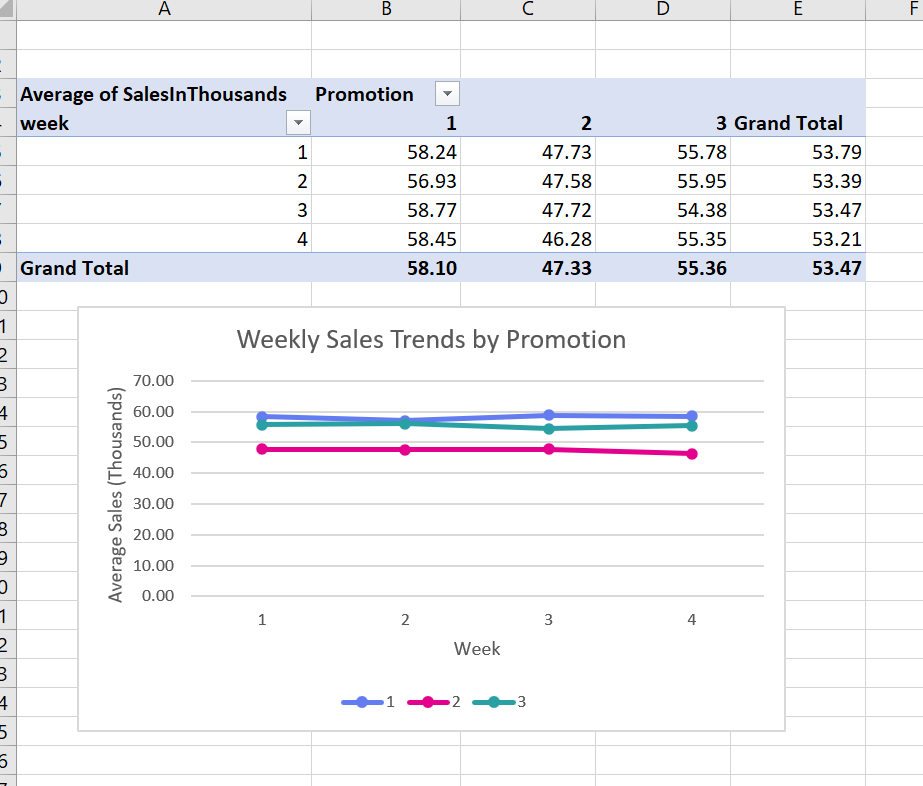 A B C D E F
Average of SalesInThousands Promotion
week 1 2 3 Grand Total
1 58.24 47.73 55.78 53.79
2 56.93 47.58 55.95 53.39
3 58.77 47.72 54.38 53.47
4 58.45 46.28 55.35 53.21
Grand Total 58.10 47.33 55.36 53.47
Weekly Sales Trends by Promotion
Average Sales (Thousands)
70.00
60.00
50.00
40.00
30.00
20.00
10.00
0.00
1 2 3 4
Week
1 2 3